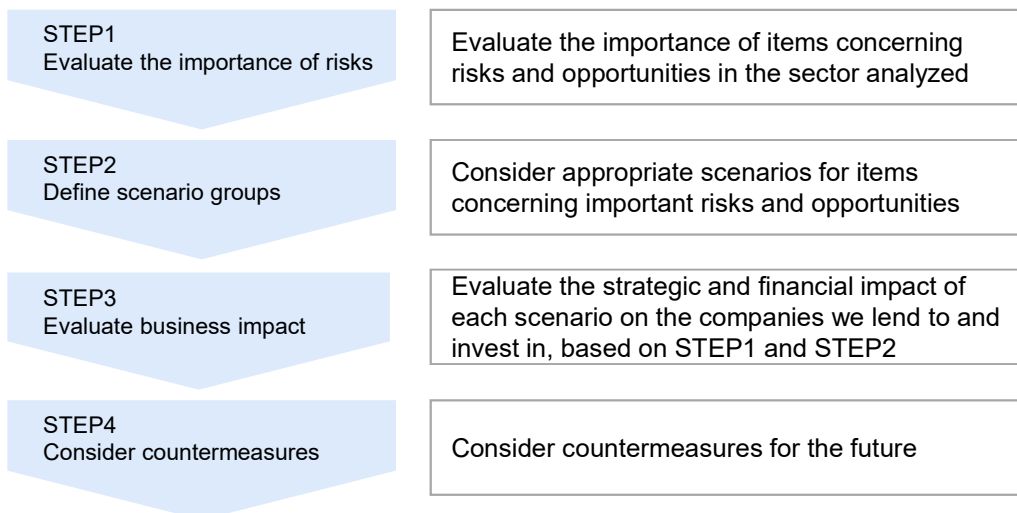 STEP1
Evaluate the importance of risks
Evaluate the importance of items concerning
risks and opportunities in the sector analyzed
STEP2
Define scenario groups
Consider appropriate scenarios for items
concerning important risks and opportunities
STEP3
Evaluate business impact
Evaluate the strategic and financial impact of
each scenario on the companies we lend to and
invest in, based on STEP1 and STEP2
STEP4
Consider countermeasures
Consider countermeasures for the future